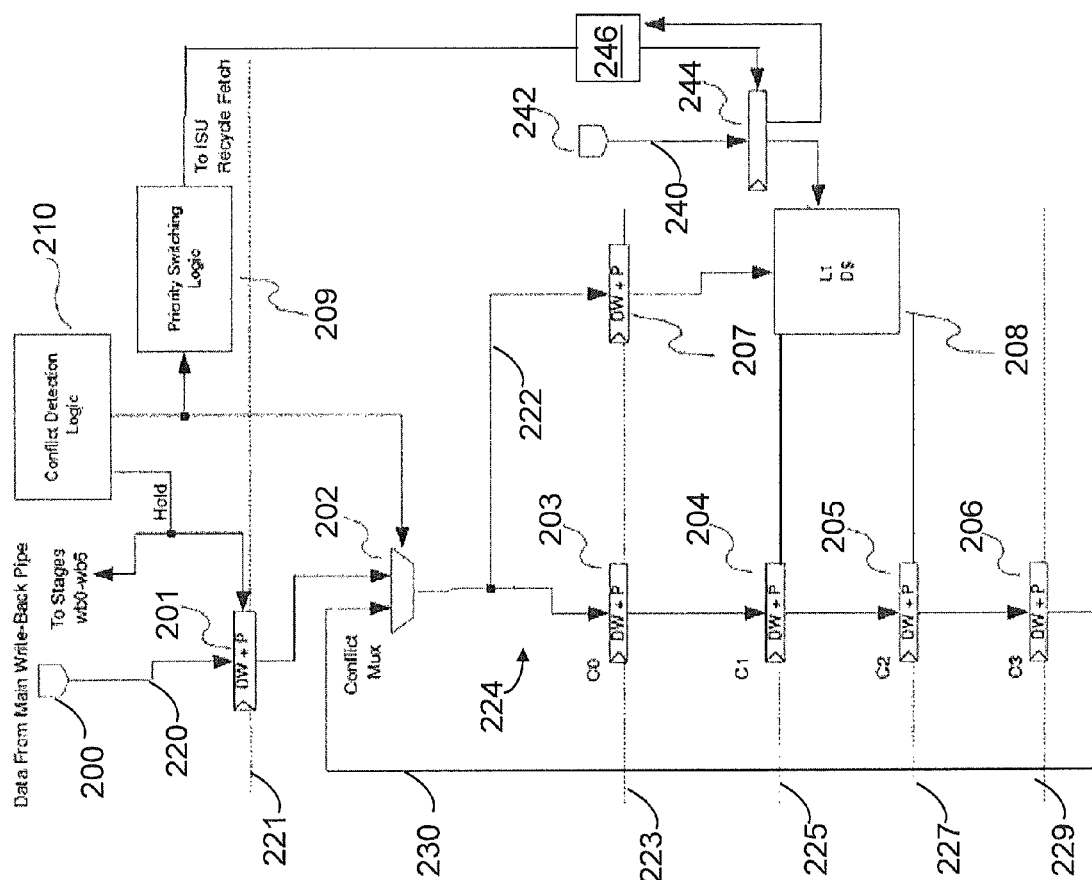 Data From Main Write-Back Pipe
200
220
221
To Stages
wb0-wb6
Hold
201
DW + P
Conflict Detection
Logic
210
Priority Switching
Logic
209
To ISU
Recycle Fetch
246
242
244
240
Conflict
Mux
202
230
224
222
C0
203
DW + P
DW + P
207
223
L1
D$
208
C1
204
DW + P
225
C2
205
DW + P
227
C3
206
DW + P
229